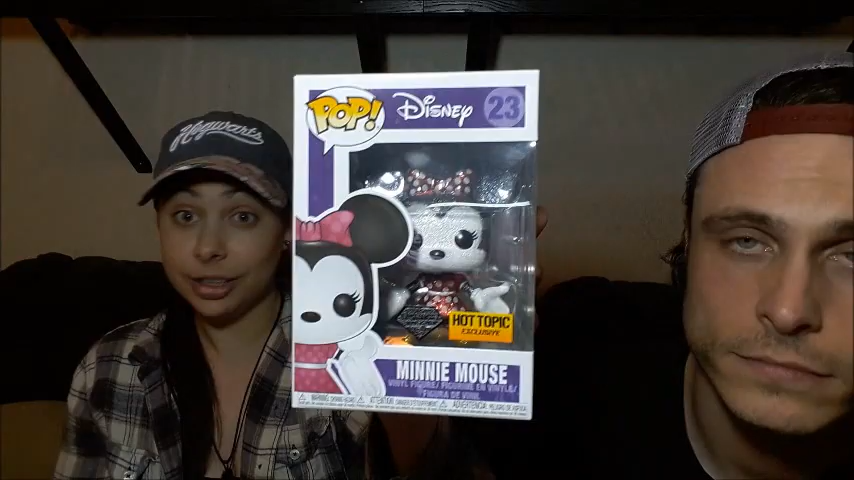 Hogwarts
POP!
Disney
23
HOT TOPIC
EXCLUSIVE
MINNIE MOUSE
VINYL FIGURE / FIGURINE EN VINYLE /
FIGURA DE VINIL